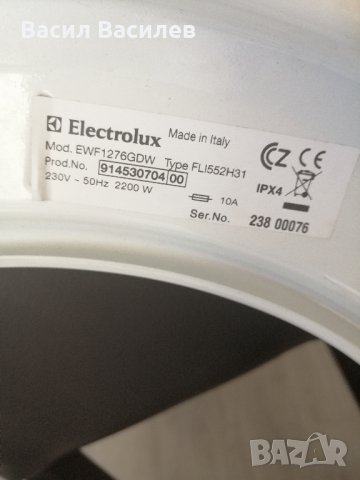 Васил Василев
Electrolux Made in Italy
Mod. EWF1276GDW Type FLI552H31
Prod.No. 914530704 00
230V ~ 50Hz 2200 W 10A
IPX4
Ser.No. 238 00076
BAZAR